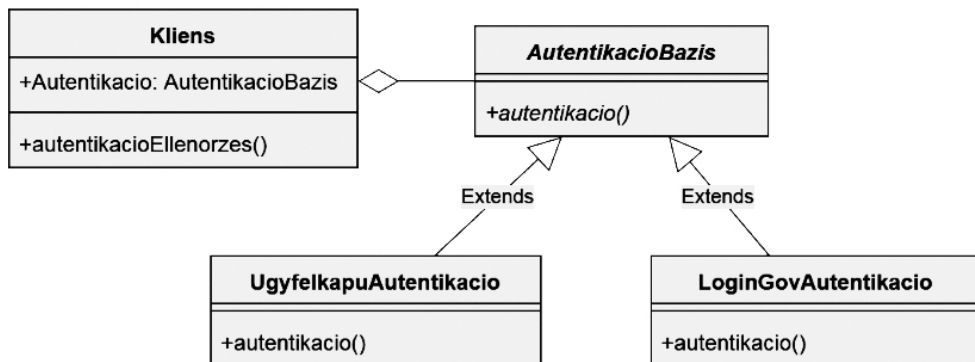 Kliens
+Autentikacio: AutentikacioBazis
+autentikacioEllenorzes()
AutentikacioBazis
+autentikacio()
Extends
Extends
UgyfelkapuAutentikacio
+autentikacio()
LoginGovAutentikacio
+autentikacio()